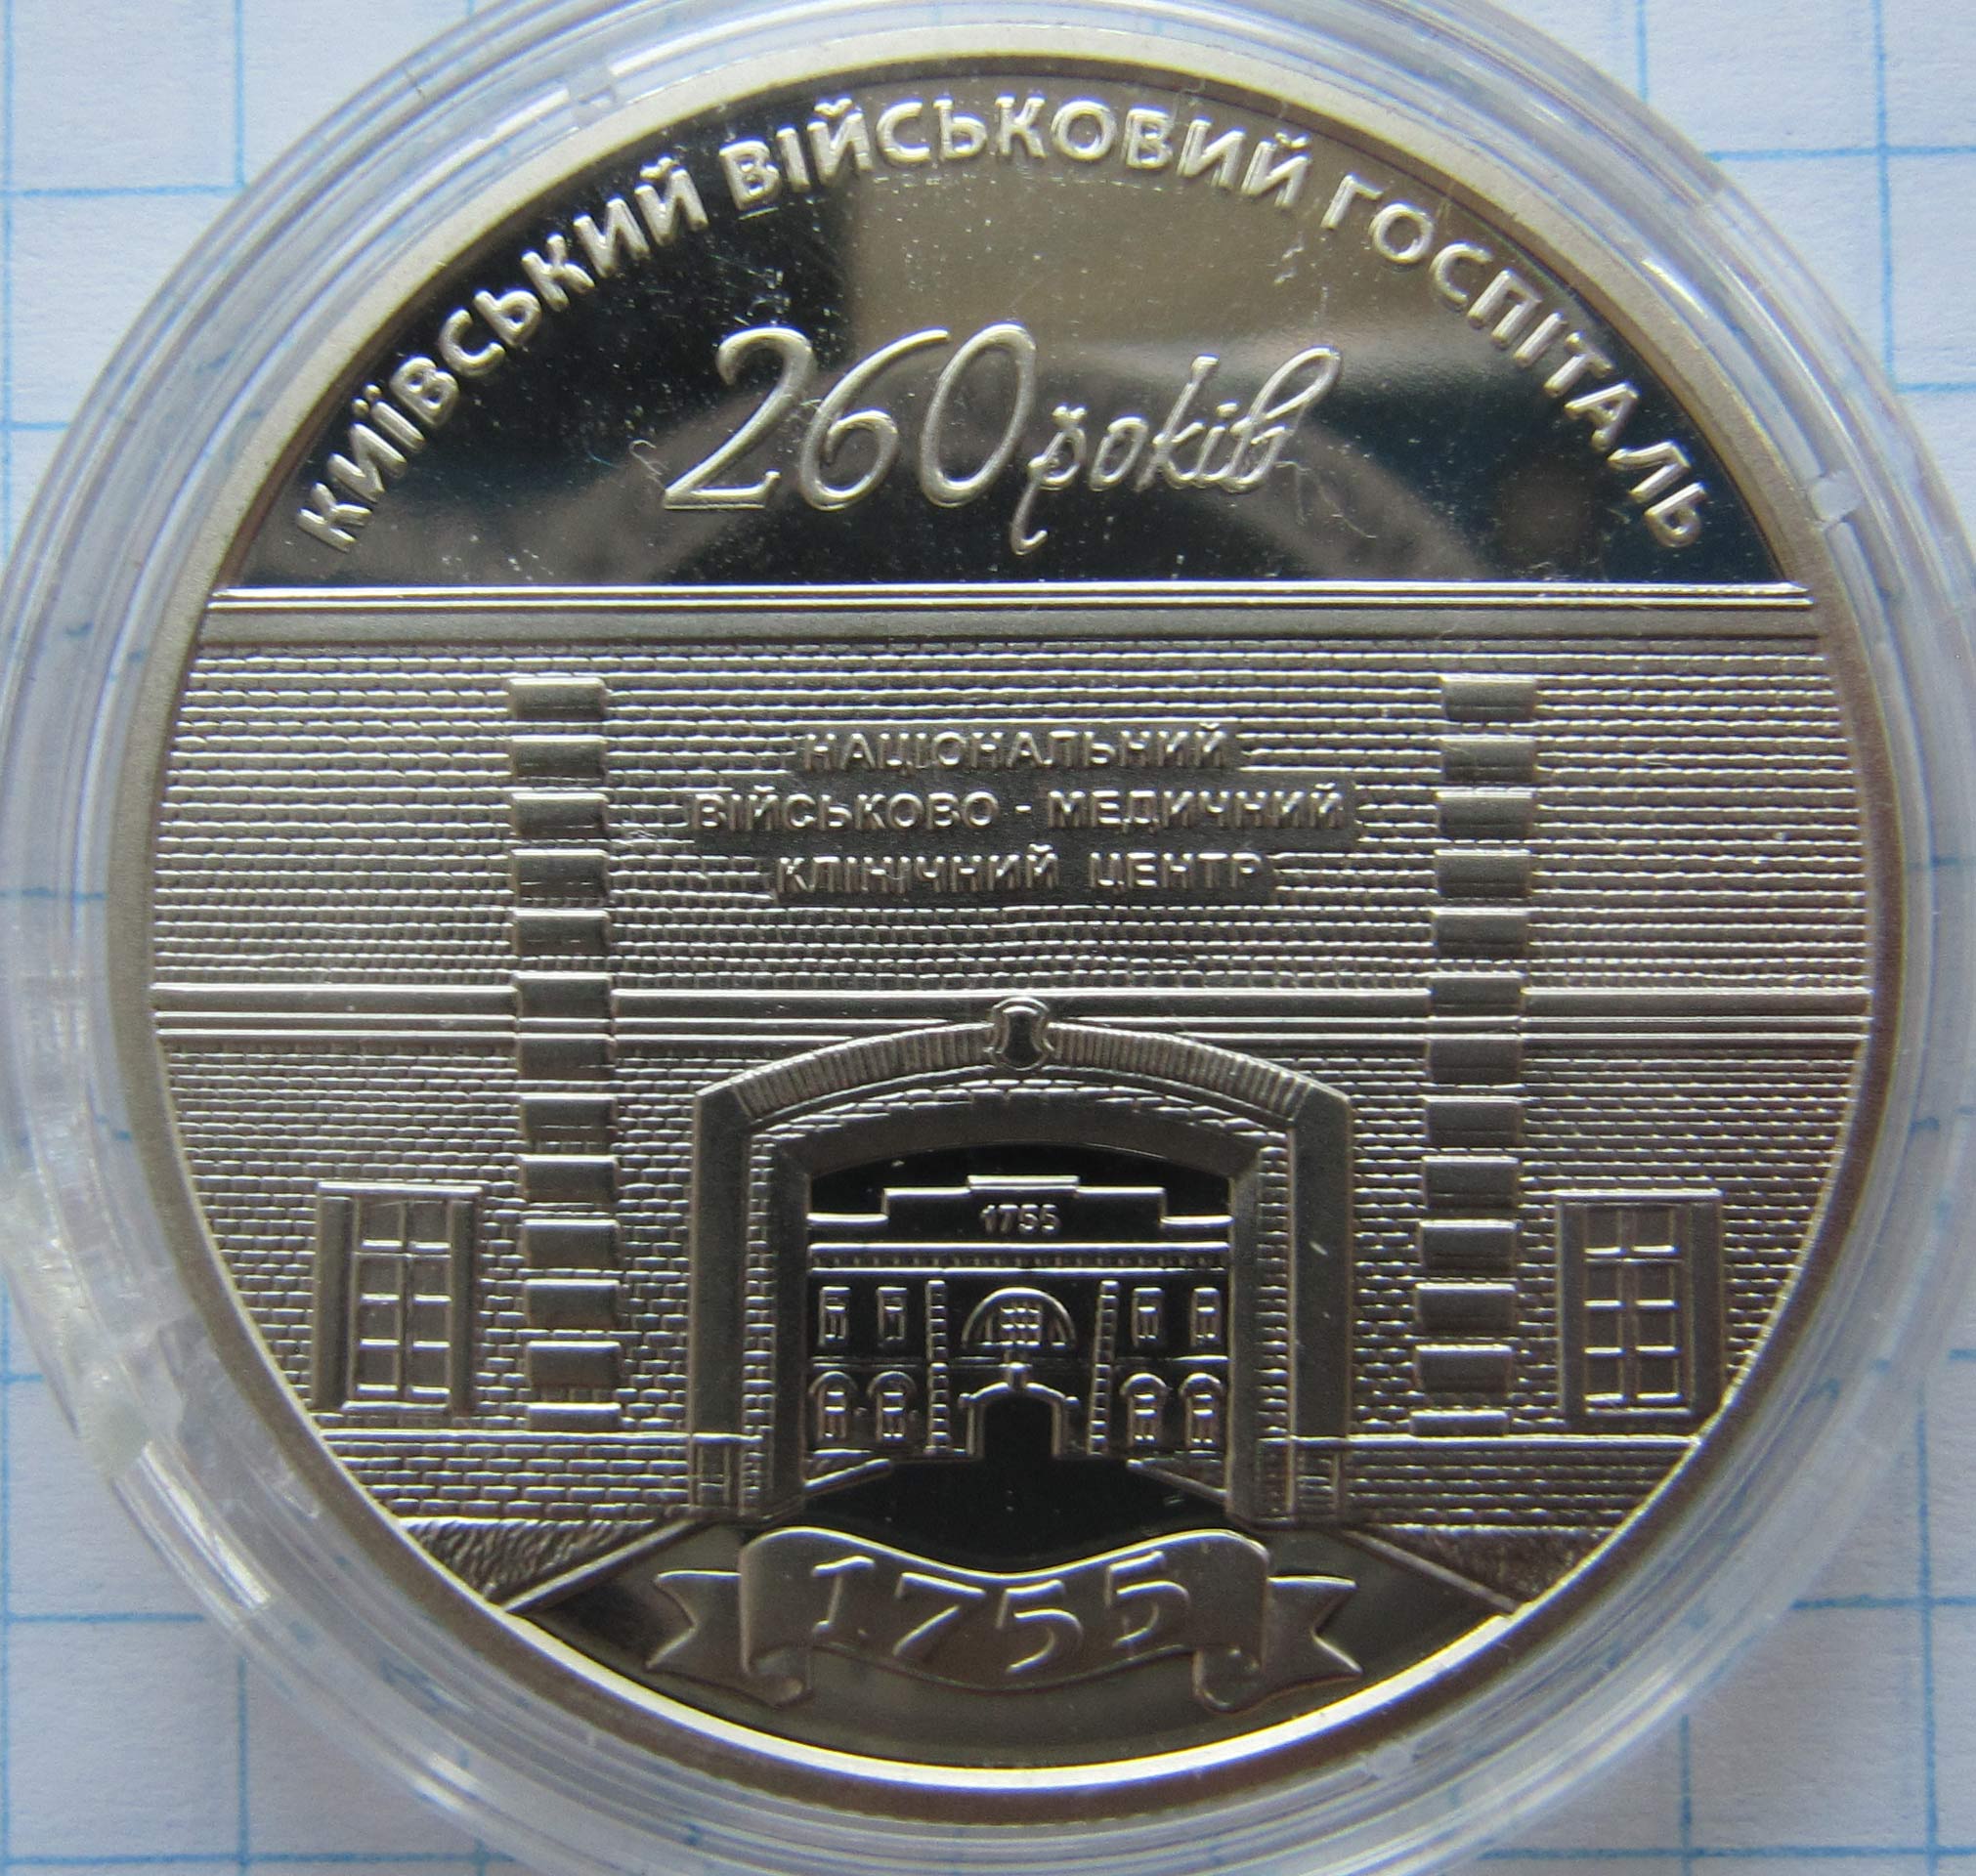 КИЇВСЬКИЙ ВІЙСЬКОВИЙ ГОСПІТАЛЬ
260 років
НАЦІОНАЛЬНИЙ
ВІЙСЬКОВО - МЕДИЧНИЙ
КЛІНІЧНИЙ ЦЕНТР
1755
1755